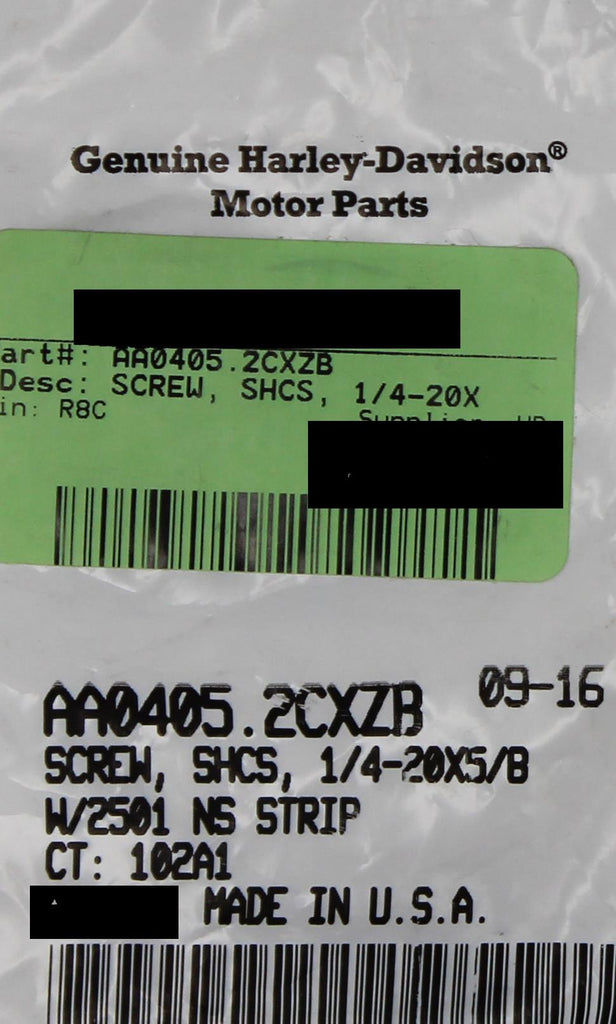 Genuine Harley-Davidson®
Motor Parts
art#: AA0405.2CXZB
Desc: SCREW, SHCS, 1/4-20X
in: R8C
AA0405.2CXZB 09-16
SCREW, SHCS, 1/4-20X5/8
W/2501 NS STRIP
CT: 102A1
MADE IN U.S.A.